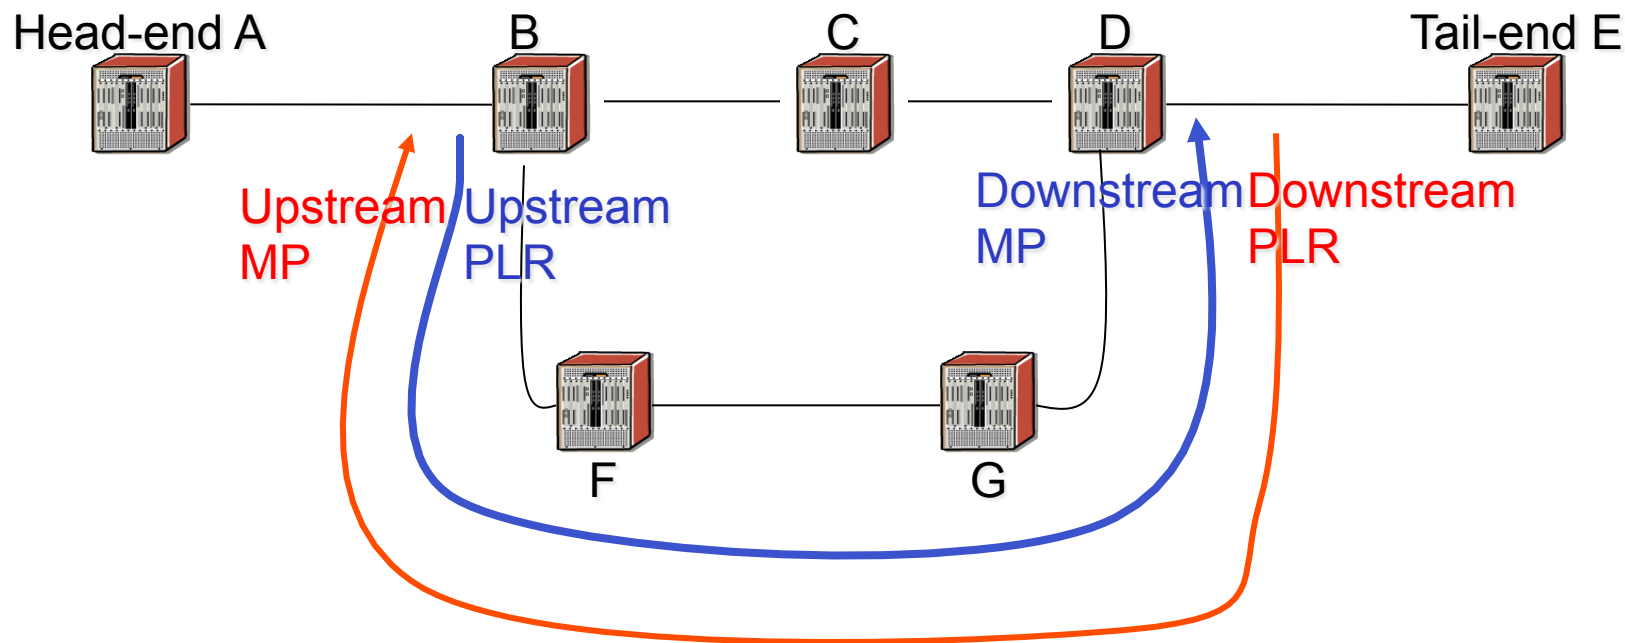 Head-end A
B
C
D
Tail-end E
Upstream
MP
Upstream
PLR
Downstream
MP
Downstream
PLR
F
G